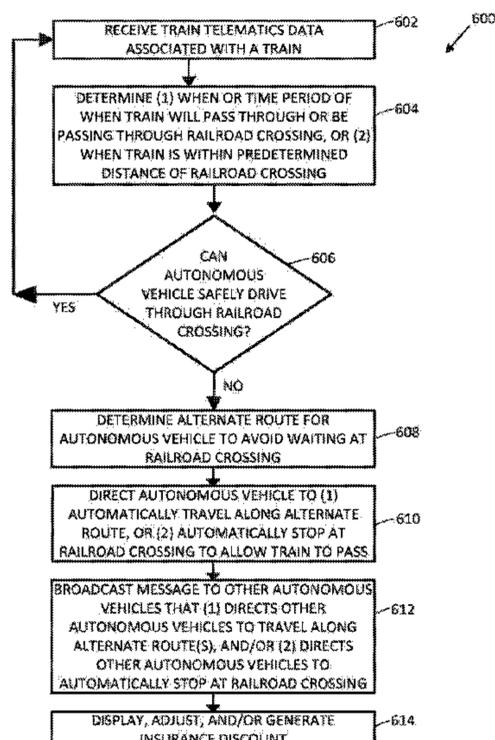 600
RECEIVE TRAIN TELEMATICS DATA
ASSOCIATED WITH A TRAIN
602
DETERMINE (1) WHEN OR TIME PERIOD OF
WHEN TRAIN WILL PASS THROUGH OR BE
PASSING THROUGH RAILROAD CROSSING, OR (2)
WHEN TRAIN IS WITHIN PREDETERMINED
DISTANCE OF RAILROAD CROSSING
604
CAN
AUTONOMOUS
VEHICLE SAFELY DRIVE
THROUGH RAILROAD
CROSSING?
606
YES
NO
DETERMINE ALTERNATE ROUTE FOR
AUTONOMOUS VEHICLE TO AVOID WAITING AT
RAILROAD CROSSING
608
DIRECT AUTONOMOUS VEHICLE TO (1)
AUTOMATICALLY TRAVEL ALONG ALTERNATE
ROUTE, OR (2) AUTOMATICALLY STOP AT
RAILROAD CROSSING TO ALLOW TRAIN TO PASS
610
BROADCAST MESSAGE TO OTHER AUTONOMOUS
VEHICLES THAT (1) DIRECTS OTHER
AUTONOMOUS VEHICLES TO TRAVEL ALONG
ALTERNATE ROUTE(S), AND/OR (2) DIRECTS
OTHER AUTONOMOUS VEHICLES TO
AUTOMATICALLY STOP AT RAILROAD CROSSING
612
DISPLAY, ADJUST, AND/OR GENERATE
INSURANCE DISCOUNT
614